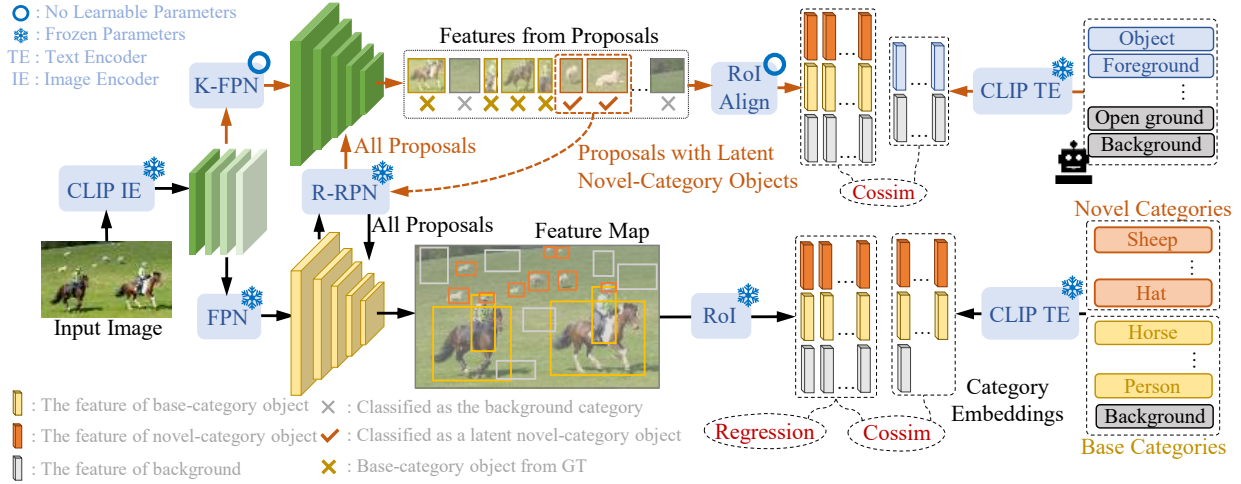 : No Learnable Parameters
: Frozen Parameters
TE : Text Encoder
IE : Image Encoder
K-FPN
Features from Proposals
...
RoI
Align
...
...
...
...
...
CLIP TE
Object
Foreground
...
Open ground
Background
All Proposals
Proposals with Latent
Novel-Category Objects
Cossim
CLIP IE
R-RPN
All Proposals
Input Image
FPN
Feature Map
RoI
...
...
...
...
...
CLIP TE
Novel Categories
Sheep
...
Hat
Horse
...
Person
Background
Base Categories
Category
Embeddings
Regression
Cossim
: The feature of base-category object
: The feature of novel-category object
: The feature of background
: Classified as the background category
: Classified as a latent novel-category object
: Base-category object from GT